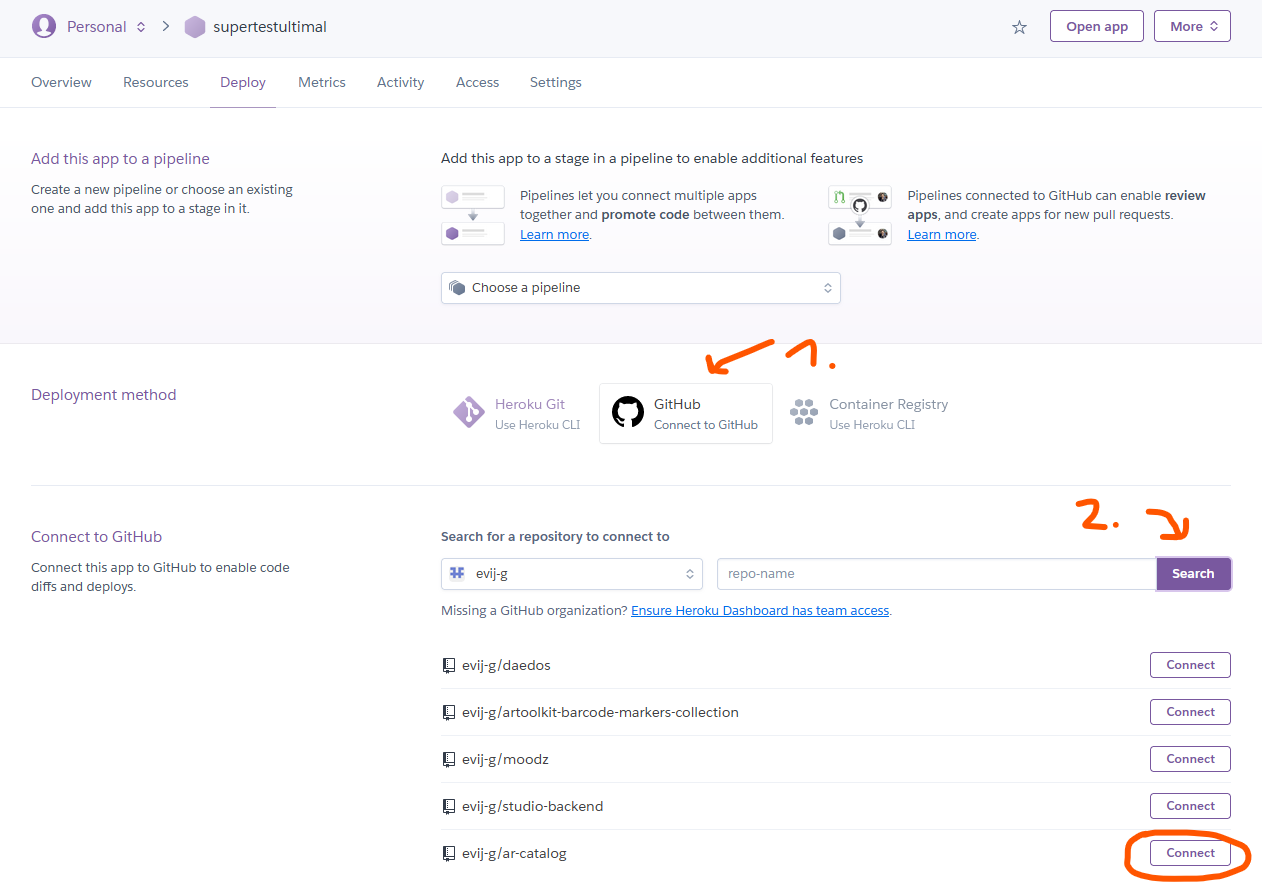 Personal supertestultimal Open app More
Overview Resources Deploy Metrics Activity Access Settings
Add this app to a pipeline
Create a new pipeline or choose an existing
one and add this app to a stage in it.
Add this app to a stage in a pipeline to enable additional features
Pipelines let you connect multiple apps
together and promote code between them.
Learn more.
Pipelines connected to GitHub can enable review
apps, and create apps for new pull requests.
Learn more.
Choose a pipeline
1.
Deployment method
Heroku Git
Use Heroku CLI
GitHub
Connect to GitHub
Container Registry
Use Heroku CLI
2.
Connect to GitHub
Connect this app to GitHub to enable code
diffs and deploys.
Search for a repository to connect to
evij-g repo-name Search
Missing a GitHub organization? Ensure Heroku Dashboard has team access.
evij-g/daedos Connect
evij-g/artoolkit-barcode-markers-collection Connect
evij-g/moodz Connect
evij-g/studio-backend Connect
evij-g/ar-catalog Connect